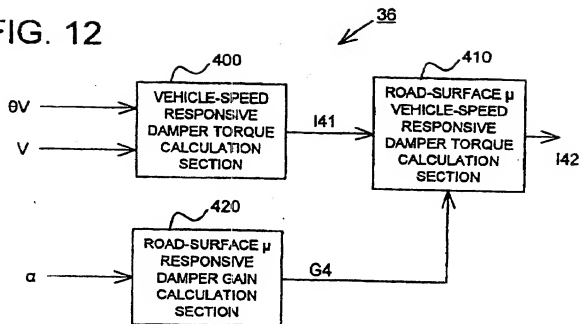 FIG. 12
36
400
410
θV
V
VEHICLE-SPEED
RESPONSIVE
DAMPER TORQUE
CALCULATION
SECTION
I41
ROAD-SURFACE μ
VEHICLE-SPEED
RESPONSIVE
DAMPER TORQUE
CALCULATION
SECTION
I42
420
α
ROAD-SURFACE μ
RESPONSIVE
DAMPER GAIN
CALCULATION
SECTION
G4